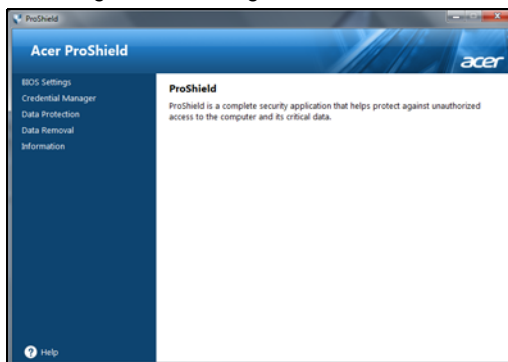 ProShield
Acer ProShield
acer
BIOS Settings
Credential Manager
Data Protection
Data Removal
Information
ProShield
ProShield is a complete security application that helps protect against unauthorized
access to the computer and its critical data.
? Help